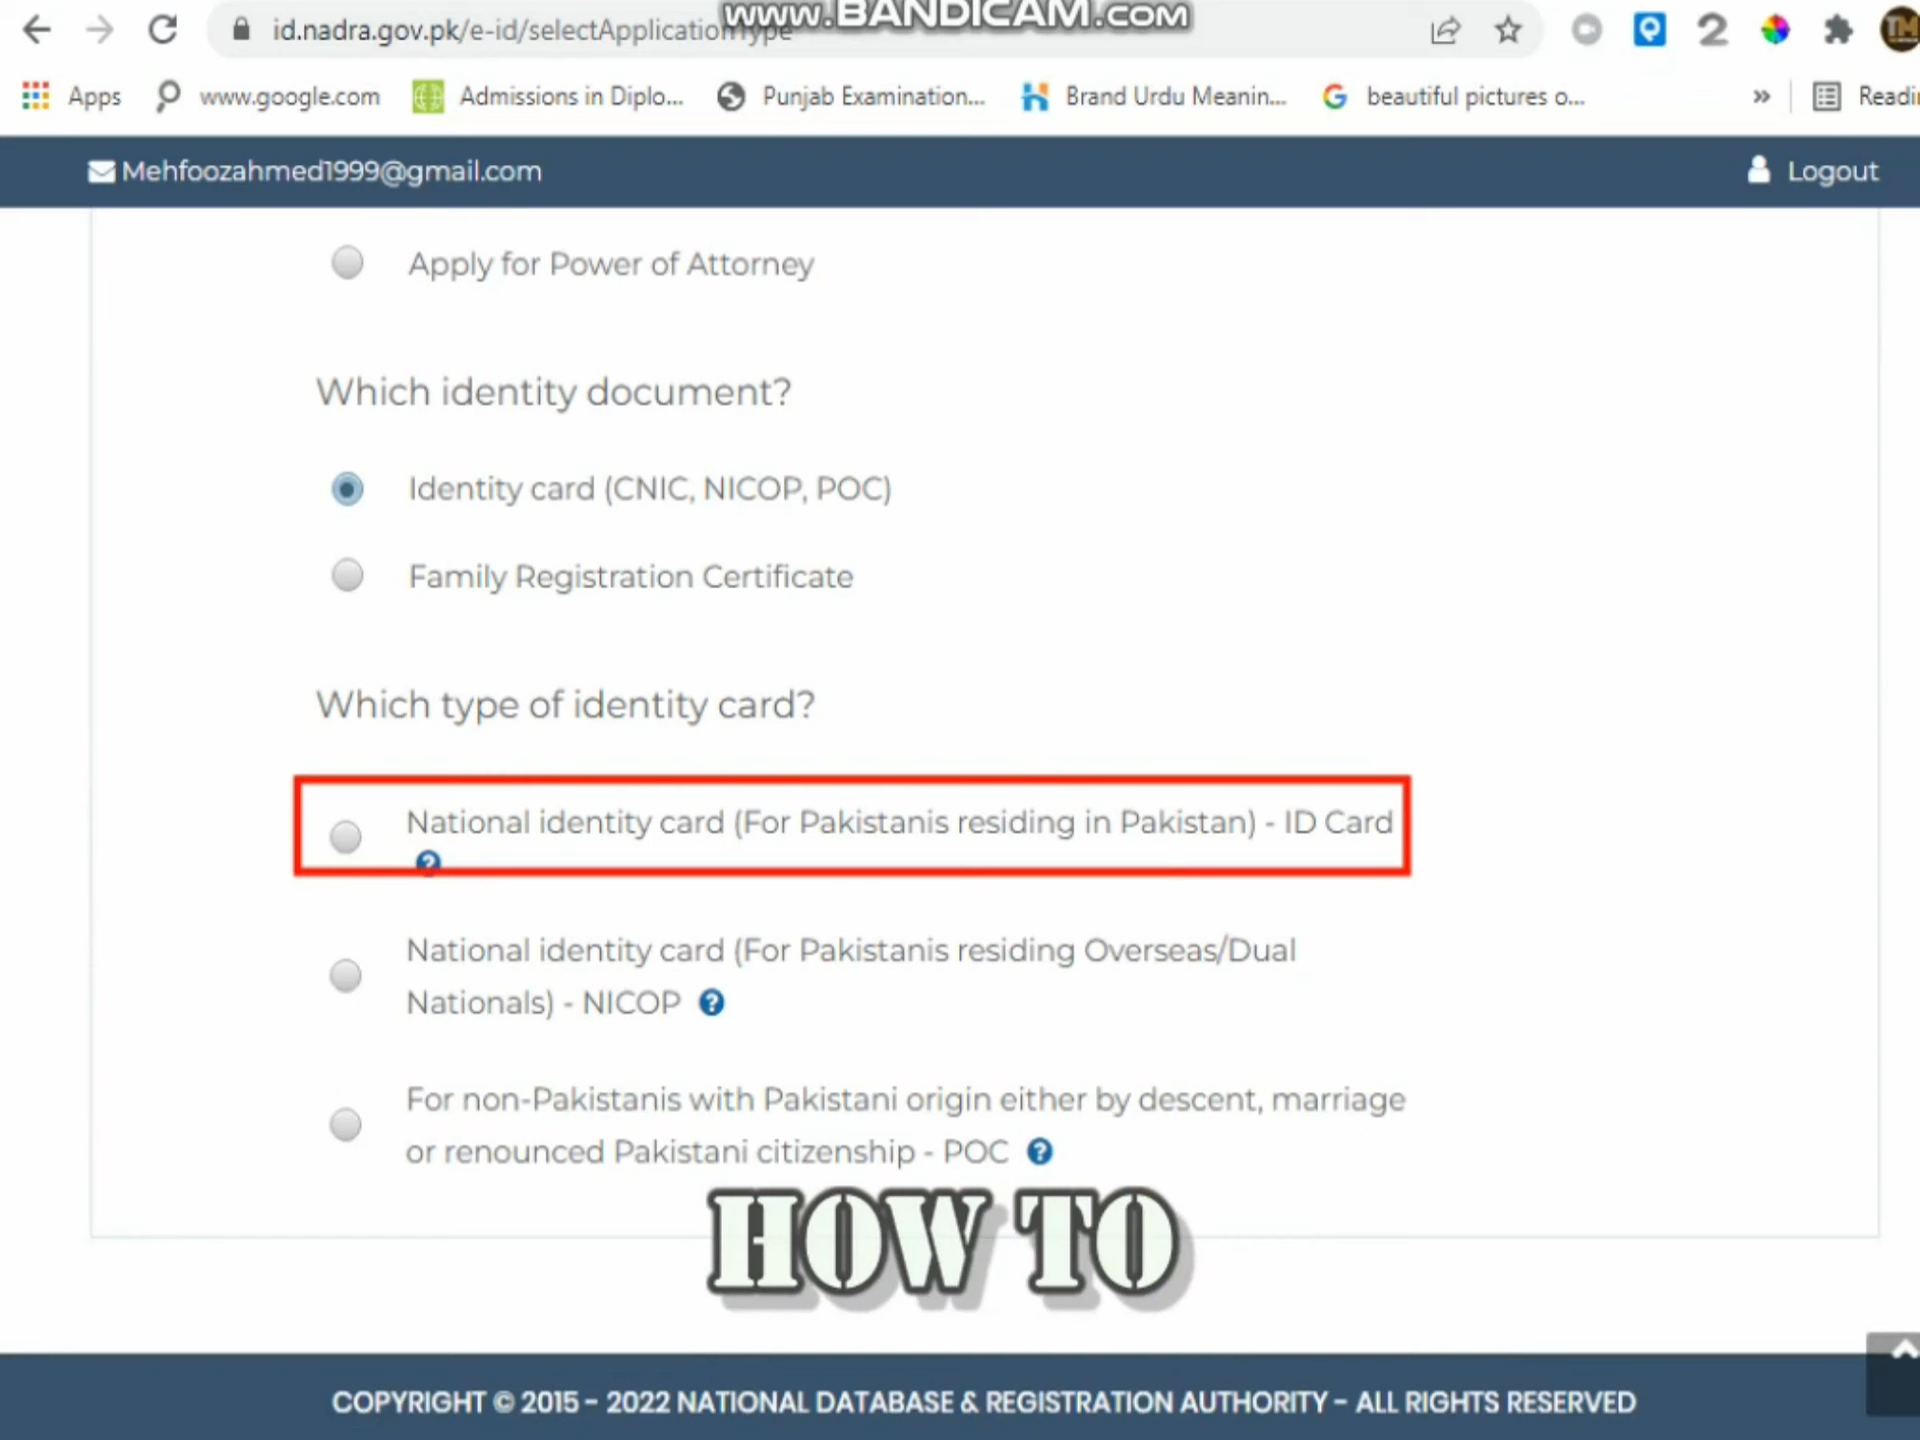 www.BANDICAM.com
id.nadra.gov.pk/e-id/selectApplicationType
Apps
www.google.com
Admissions in Diplo...
Punjab Examination...
Brand Urdu Meanin...
beautiful pictures o...
»
Readi
Mehfoozahmed1999@gmail.com
Logout
Apply for Power of Attorney
Which identity document?
Identity card (CNIC, NICOP, POC)
Family Registration Certificate
Which type of identity card?
National identity card (For Pakistanis residing in Pakistan) - ID Card
?
National identity card (For Pakistanis residing Overseas/Dual
Nationals) - NICOP ?
For non-Pakistanis with Pakistani origin either by descent, marriage
or renounced Pakistani citizenship - POC ?
HOW TO
COPYRIGHT © 2015 - 2022 NATIONAL DATABASE & REGISTRATION AUTHORITY - ALL RIGHTS RESERVED